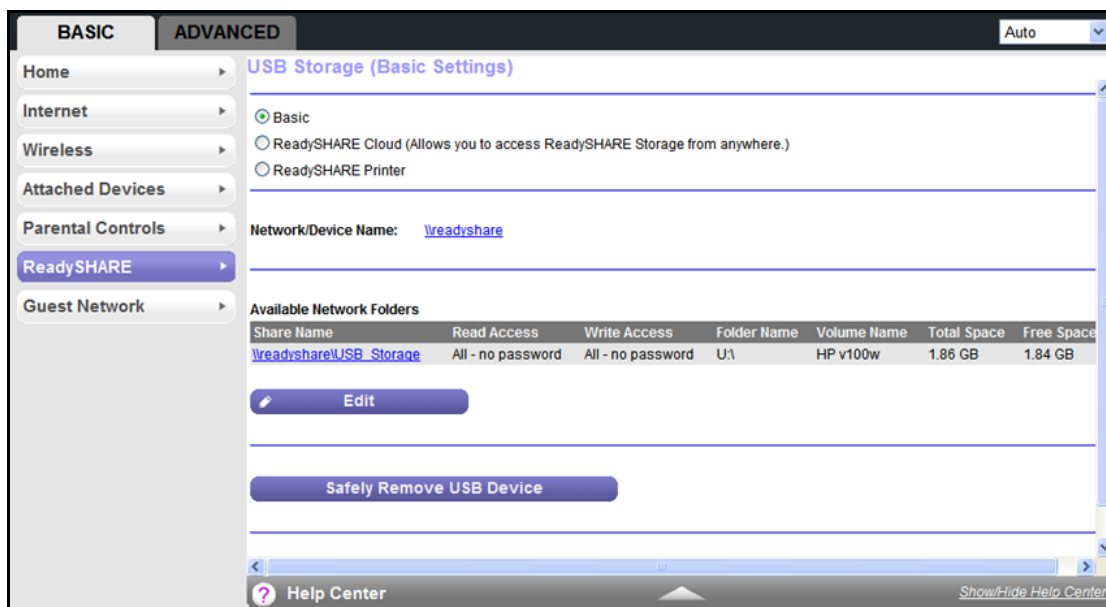 BASIC ADVANCED Auto
Home
Internet
Wireless
Attached Devices
Parental Controls
ReadySHARE
Guest Network
USB Storage (Basic Settings)
Basic
ReadySHARE Cloud (Allows you to access ReadySHARE Storage from anywhere.)
ReadySHARE Printer
Network/Device Name: \\readyshare
Available Network Folders
Share Name Read Access Write Access Folder Name Volume Name Total Space Free Space
\\readyshare\USB_Storage All - no password All - no password U:\ HP v100w 1.86 GB 1.84 GB
Edit
Safely Remove USB Device
? Help Center Show/Hide Help Center